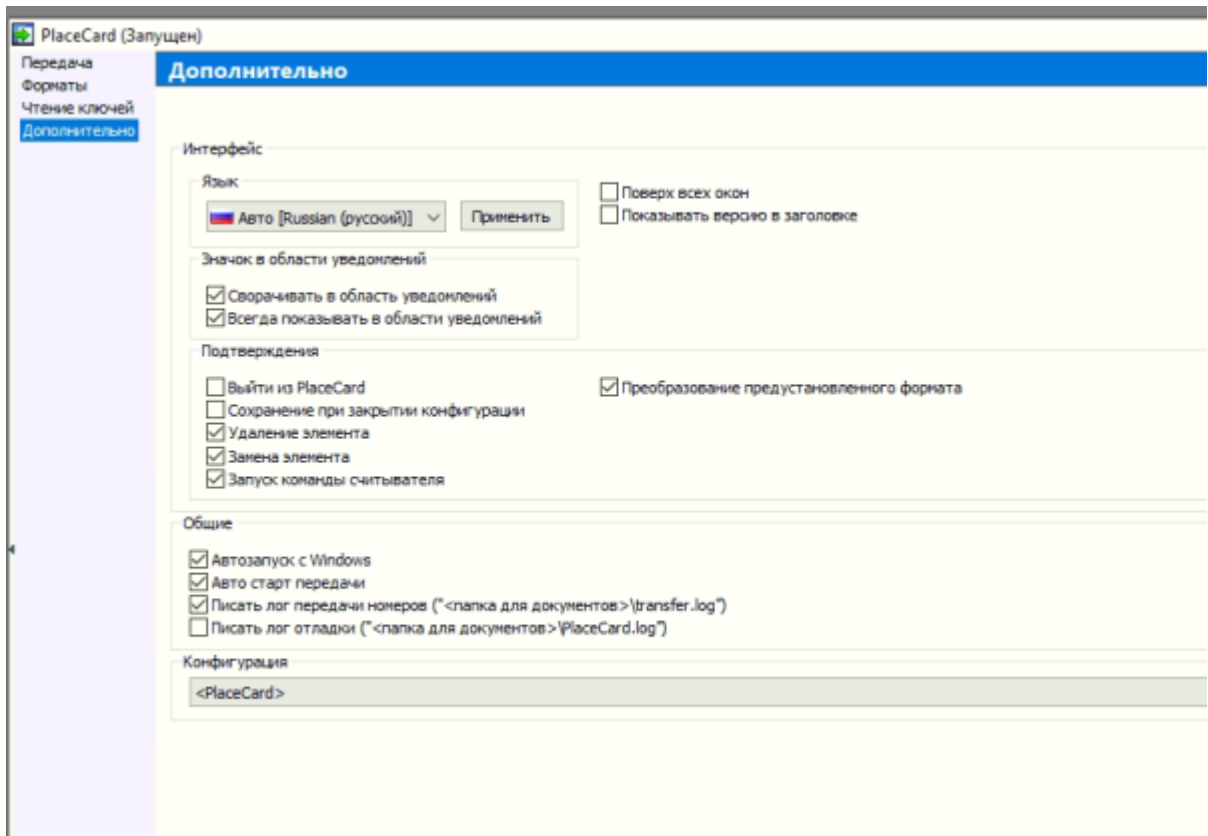 PlaceCard (Запущен)
Передача
Форматы
Чтение ключей
Дополнительно
Дополнительно
Интерфейс
Язык
Авто [Russian (русский)]
Применить
Поверх всех окон
Показывать версию в заголовке
Значок в области уведомлений
Сворачивать в область уведомлений
Всегда показывать в области уведомлений
Подтверждения
Выйти из PlaceCard
Преобразование предустановленного формата
Сохранение при закрытии конфигурации
Удаление элемента
Замена элемента
Запуск команды считывателя
Общие
Автозапуск с Windows
Авто старт передачи
Писать лог передачи номеров ("<папка для документов>\transfer.log")
Писать лог отладки ("<папка для документов>\PlaceCard.log")
Конфигурация
<PlaceCard>